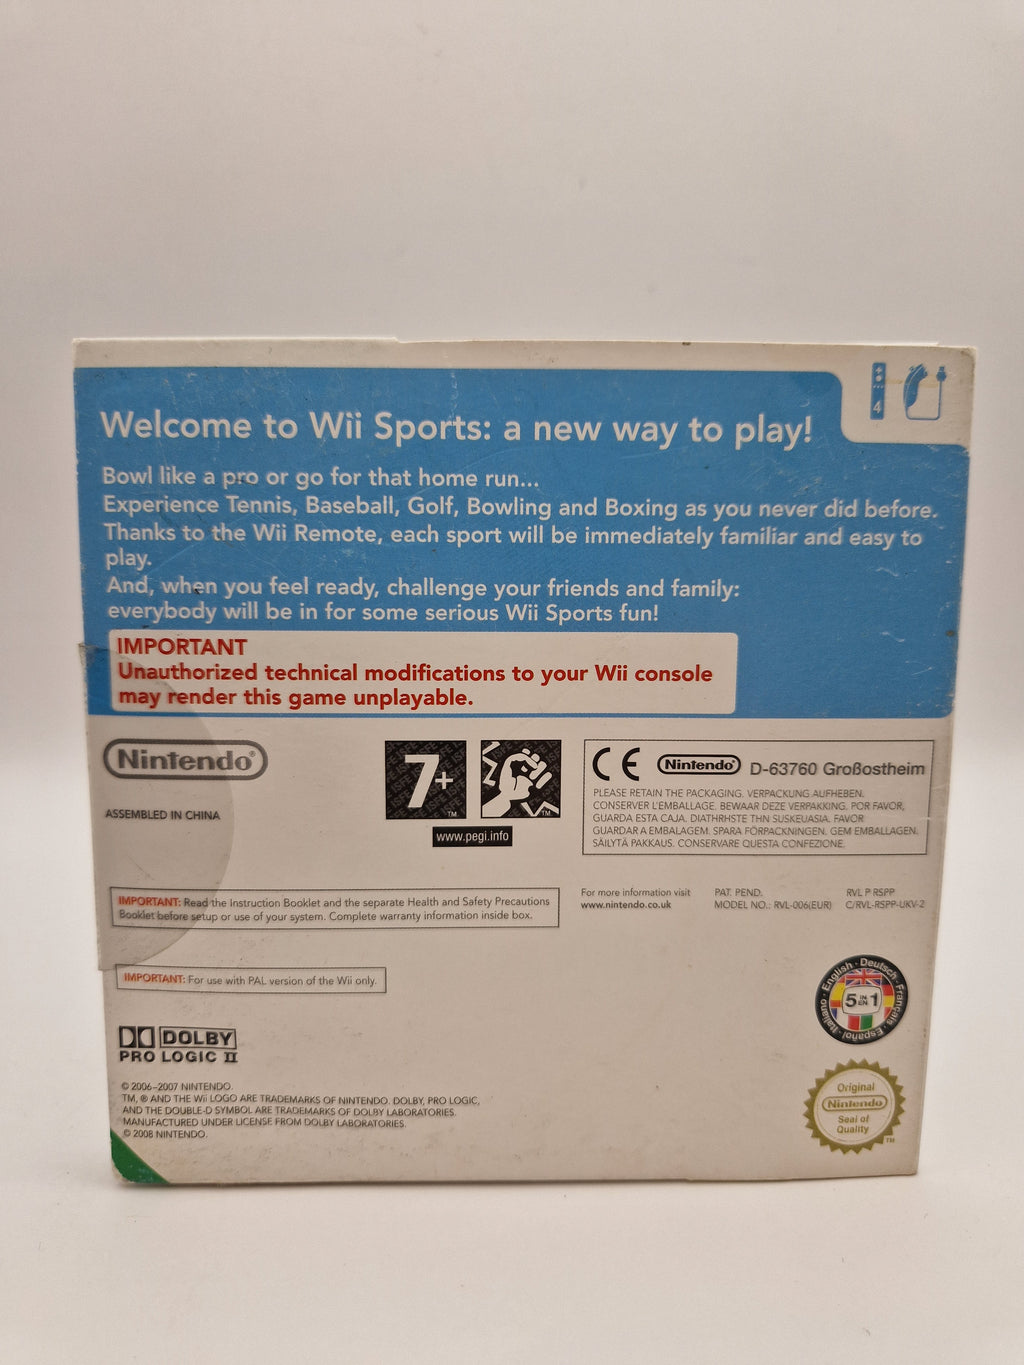 4
Welcome to Wii Sports: a new way to play!
Bowl like a pro or go for that home run...
Experience Tennis, Baseball, Golf, Bowling and Boxing as you never did before.
Thanks to the Wii Remote, each sport will be immediately familiar and easy to
play.
And, when you feel ready, challenge your friends and family:
everybody will be in for some serious Wii Sports fun!
IMPORTANT
Unauthorized technical modifications to your Wii console
may render this game unplayable.
Nintendo®
ASSEMBLED IN CHINA
7+
TM
TM
www.pegi.info
CE Nintendo® D-63760 Großostheim
PLEASE RETAIN THE PACKAGING. VERPACKUNG AUFHEBEN.
CONSERVER L'EMBALLAGE. BEWAAR DEZE VERPAKKING. POR FAVOR,
GUARDA ESTA CAJA. DIATHRHSTE THN SUSKEUASIA. FAVOR
GUARDAR A EMBALAGEM. SPARA FÖRPACKNINGEN. GEM EMBALLAGEN.
SÄILYTÄ PAKKAUS. CONSERVARE QUESTA CONFEZIONE.
IMPORTANT: Read the Instruction Booklet and the separate Health and Safety Precautions
Booklet before setup or use of your system. Complete warranty information inside box.
For more information visit
www.nintendo.co.uk
PAT. PEND.
MODEL NO.: RVL-006(EUR)
RVL P RSPP
C/RVL-RSPP-UKV-2
IMPORTANT: For use with PAL version of the Wii only.
English · Deutsch · Français · Español · Italiano
5 IN EN 1
DOLBY
PRO LOGIC II
Original
Nintendo
Seal of
Quality
TM
© 2006–2007 NINTENDO.
TM, ® AND THE Wii LOGO ARE TRADEMARKS OF NINTENDO. DOLBY, PRO LOGIC,
AND THE DOUBLE-D SYMBOL ARE TRADEMARKS OF DOLBY LABORATORIES.
MANUFACTURED UNDER LICENSE FROM DOLBY LABORATORIES.
© 2008 NINTENDO.